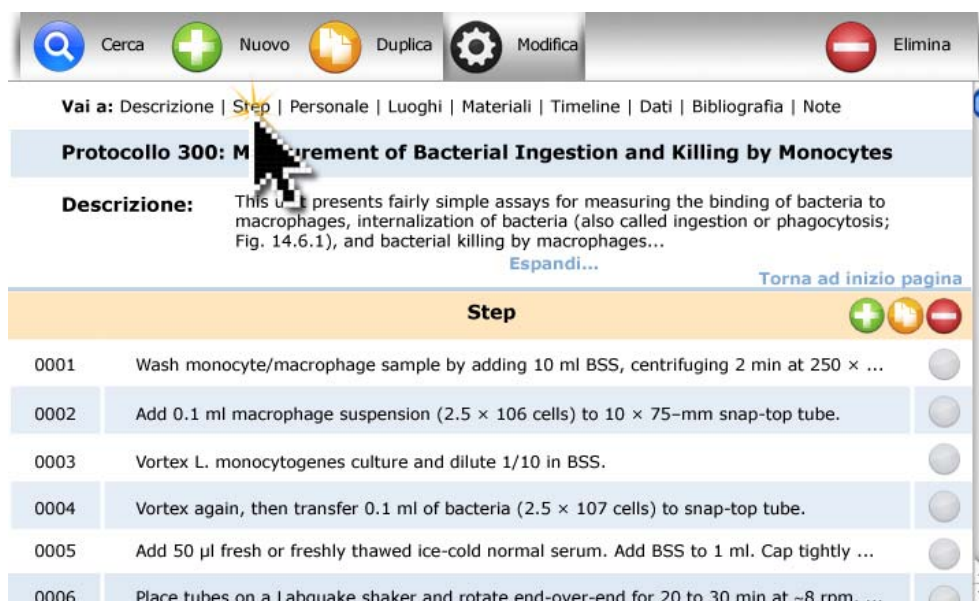 Cerca Nuovo Duplica Modifica Elimina
Vai a: Descrizione | Step | Personale | Luoghi | Materiali | Timeline | Dati | Bibliografia | Note
Protocollo 300: Measurement of Bacterial Ingestion and Killing by Monocytes
Descrizione: This unit presents fairly simple assays for measuring the binding of bacteria to
macrophages, internalization of bacteria (also called ingestion or phagocytosis;
Fig. 14.6.1), and bacterial killing by macrophages...
Espandi...
Torna ad inizio pagina
Step
0001 Wash monocyte/macrophage sample by adding 10 ml BSS, centrifuging 2 min at 250 × ...
0002 Add 0.1 ml macrophage suspension (2.5 × 106 cells) to 10 × 75–mm snap-top tube.
0003 Vortex L. monocytogenes culture and dilute 1/10 in BSS.
0004 Vortex again, then transfer 0.1 ml of bacteria (2.5 × 107 cells) to snap-top tube.
0005 Add 50 µl fresh or freshly thawed ice-cold normal serum. Add BSS to 1 ml. Cap tightly ...
0006 Place tubes on a Labquake shaker and rotate end-over-end for 20 to 30 min at ~8 rpm, ...